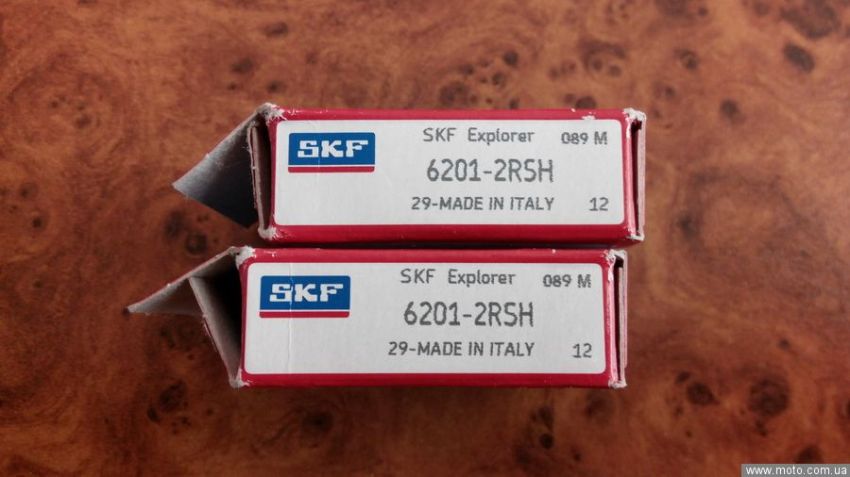 SKF
SKF Explorer 089 M
6201-2RSH
29-MADE IN ITALY 12
SKF
SKF Explorer 089 M
6201-2RSH
29-MADE IN ITALY 12
www.moto.com.ua